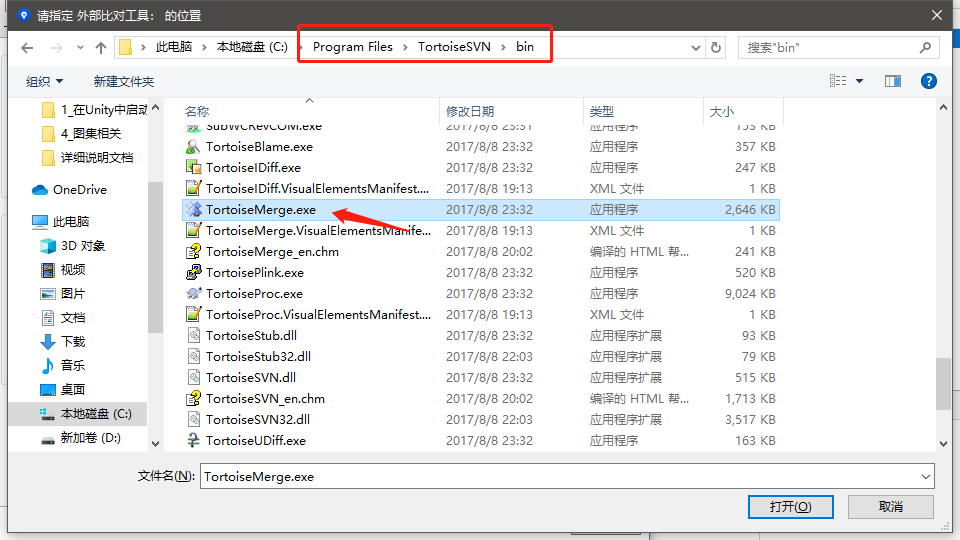 请指定 外部比对工具： 的位置
此电脑 › 本地磁盘 (C:) › Program Files › TortoiseSVN › bin
搜索"bin"
组织 新建文件夹
1_在Unity中启动
4_图集相关
详细说明文档
OneDrive
此电脑
3D 对象
视频
图片
文档
下载
音乐
桌面
本地磁盘 (C:)
新加卷 (D:)
名称 修改日期 类型 大小
SubWCRevCOM.exe 2017/8/8 23:31 应用程序 153 KB
TortoiseBlame.exe 2017/8/8 23:32 应用程序 357 KB
TortoiseIDiff.exe 2017/8/8 23:32 应用程序 247 KB
TortoiseIDiff.VisualElementsManifest.... 2017/8/8 19:13 XML 文件 1 KB
TortoiseMerge.exe 2017/8/8 23:32 应用程序 2,646 KB
TortoiseMerge.VisualElementsManife... 2017/8/8 19:13 XML 文件 1 KB
TortoiseMerge_en.chm 2017/8/8 20:02 编译的 HTML 帮... 241 KB
TortoisePlink.exe 2017/8/8 23:32 应用程序 520 KB
TortoiseProc.exe 2017/8/8 23:32 应用程序 9,024 KB
TortoiseProc.VisualElementsManifest.... 2017/8/8 19:13 XML 文件 1 KB
TortoiseStub.dll 2017/8/8 23:32 应用程序扩展 93 KB
TortoiseStub32.dll 2017/8/8 22:03 应用程序扩展 79 KB
TortoiseSVN.dll 2017/8/8 23:32 应用程序扩展 515 KB
TortoiseSVN_en.chm 2017/8/8 20:02 编译的 HTML 帮... 1,713 KB
TortoiseSVN32.dll 2017/8/8 22:03 应用程序扩展 3,517 KB
TortoiseUDiff.exe 2017/8/8 23:32 应用程序 163 KB
文件名(N): TortoiseMerge.exe
打开(O) 取消